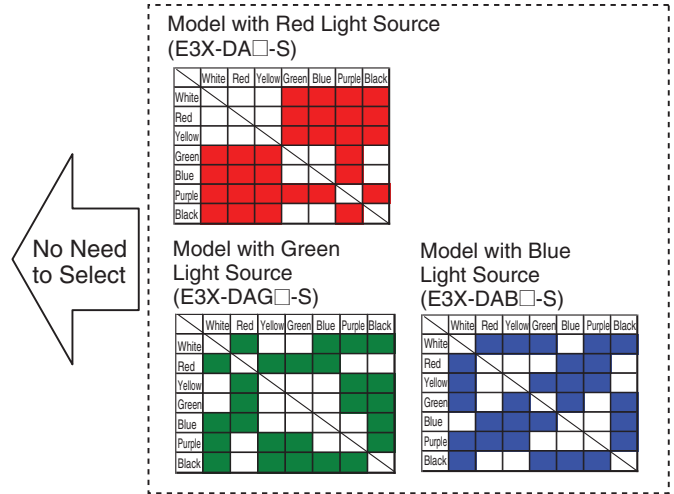 Model with Red Light Source
(E3X-DA□-S)
White Red Yellow Green Blue Purple Black
White
Red
Yellow
Green
Blue
Purple
Black
No Need
to Select
Model with Green
Light Source
(E3X-DAG□-S)
White Red Yellow Green Blue Purple Black
White
Red
Yellow
Green
Blue
Purple
Black
Model with Blue
Light Source
(E3X-DAB□-S)
White Red Yellow Green Blue Purple Black
White
Red
Yellow
Green
Blue
Purple
Black